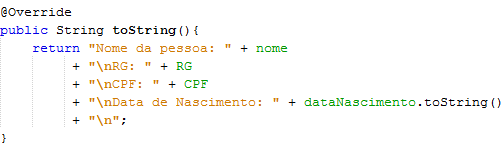 @Override
public String toString(){
return "Nome da pessoa: " + nome
+ "\nRG: " + RG
+ "\nCPF: " + CPF
+ "\nData de Nascimento: " + dataNascimento.toString()
+ "\n";
}